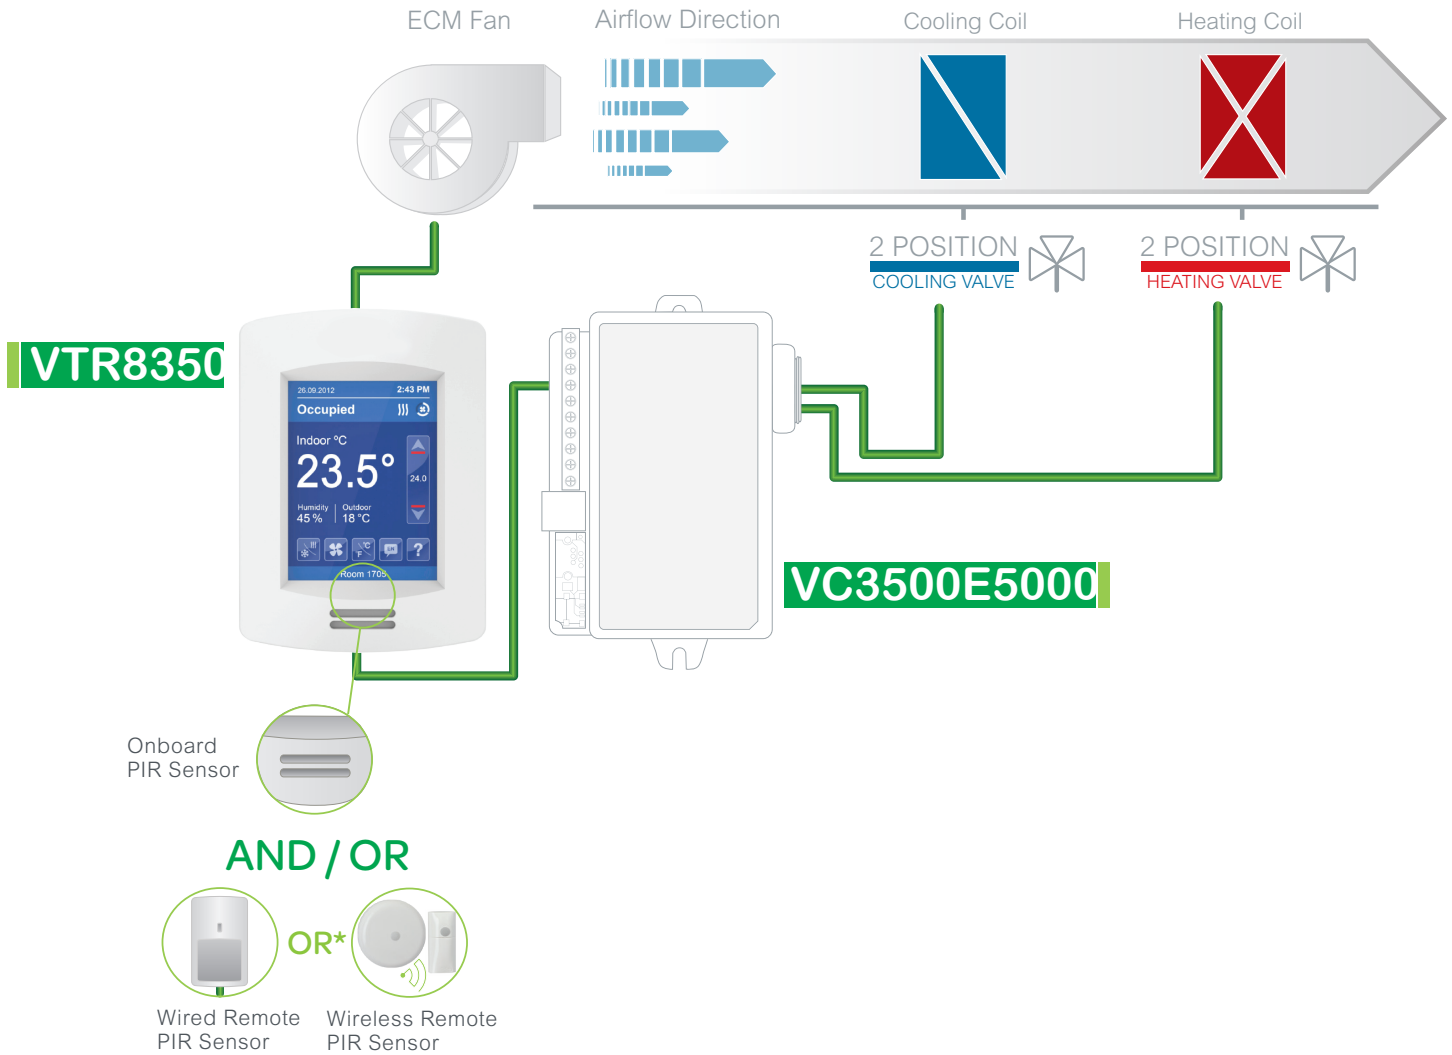 ECM Fan
Airflow Direction
Cooling Coil
Heating Coil
2 POSITION
COOLING VALVE
2 POSITION
HEATING VALVE
VTR8350
26.09.2012
2:43 PM
Occupied
Indoor °C
23.5°
24.0
Humidity
45 %
Outdoor
18 °C
°C
F
?
Room 1705
VC3500E5000
Onboard
PIR Sensor
AND / OR
OR*
Wired Remote
PIR Sensor
Wireless Remote
PIR Sensor